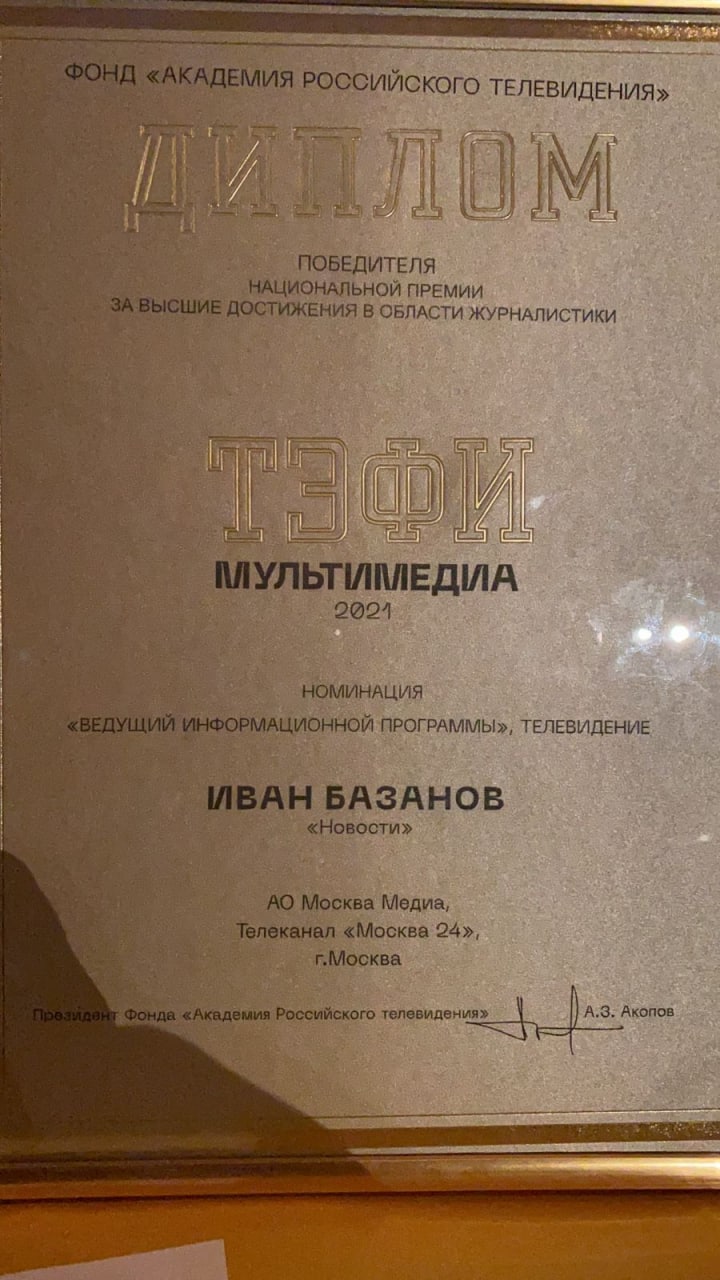 ФОНД «АКАДЕМИЯ РОССИЙСКОГО ТЕЛЕВИДЕНИЯ»
ДИПЛОМ
ПОБЕДИТЕЛЯ
НАЦИОНАЛЬНОЙ ПРЕМИИ
ЗА ВЫСШИЕ ДОСТИЖЕНИЯ В ОБЛАСТИ ЖУРНАЛИСТИКИ
ТЭФИ
МУЛЬТИМЕДИА
2021
НОМИНАЦИЯ
«ВЕДУЩИЙ ИНФОРМАЦИОННОЙ ПРОГРАММЫ», ТЕЛЕВИДЕНИЕ
ИВАН БАЗАНОВ
«Новости»
АО Москва Медиа,
Телеканал «Москва 24»,
г.Москва
Президент Фонда «Академия Российского телевидения» А.З. Акопов